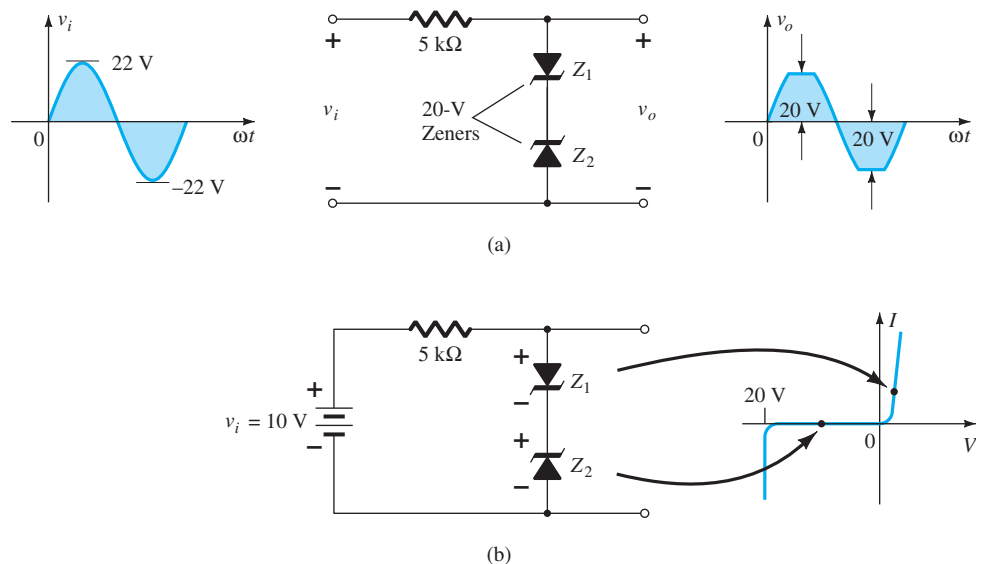 v_i
22 V
0
ωt
–22 V
+
5 kΩ
+
Z_1
v_i
20-V
Zeners
v_o
Z_2
–
–
v_o
20 V
0
20 V
ωt
(a)
5 kΩ
+
Z_1
–
+
v_i = 10 V
–
+
Z_2
–
I
20 V
0
V
(b)